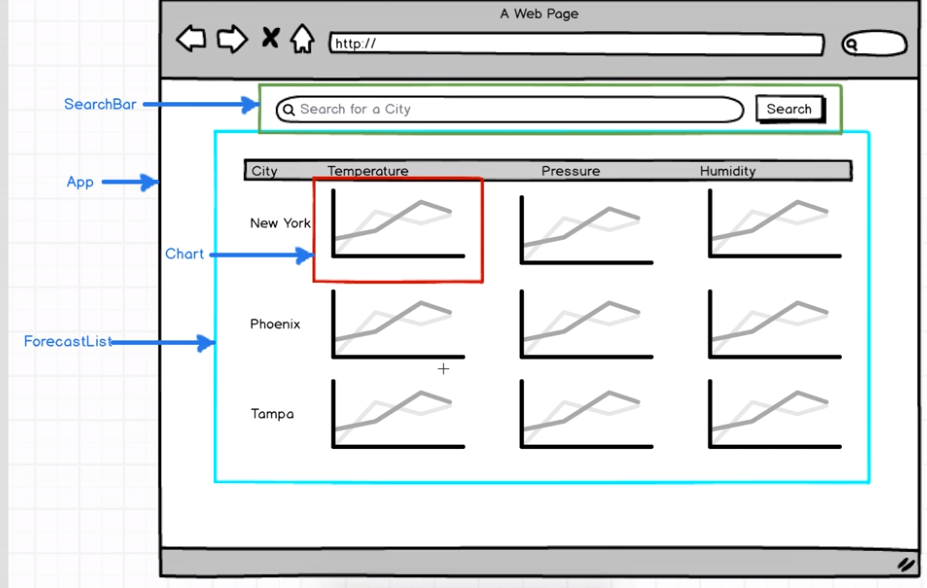 A Web Page
http://
SearchBar
Search for a City
Search
App
City Temperature Pressure Humidity
New York
Chart
Phoenix
ForecastList
Tampa